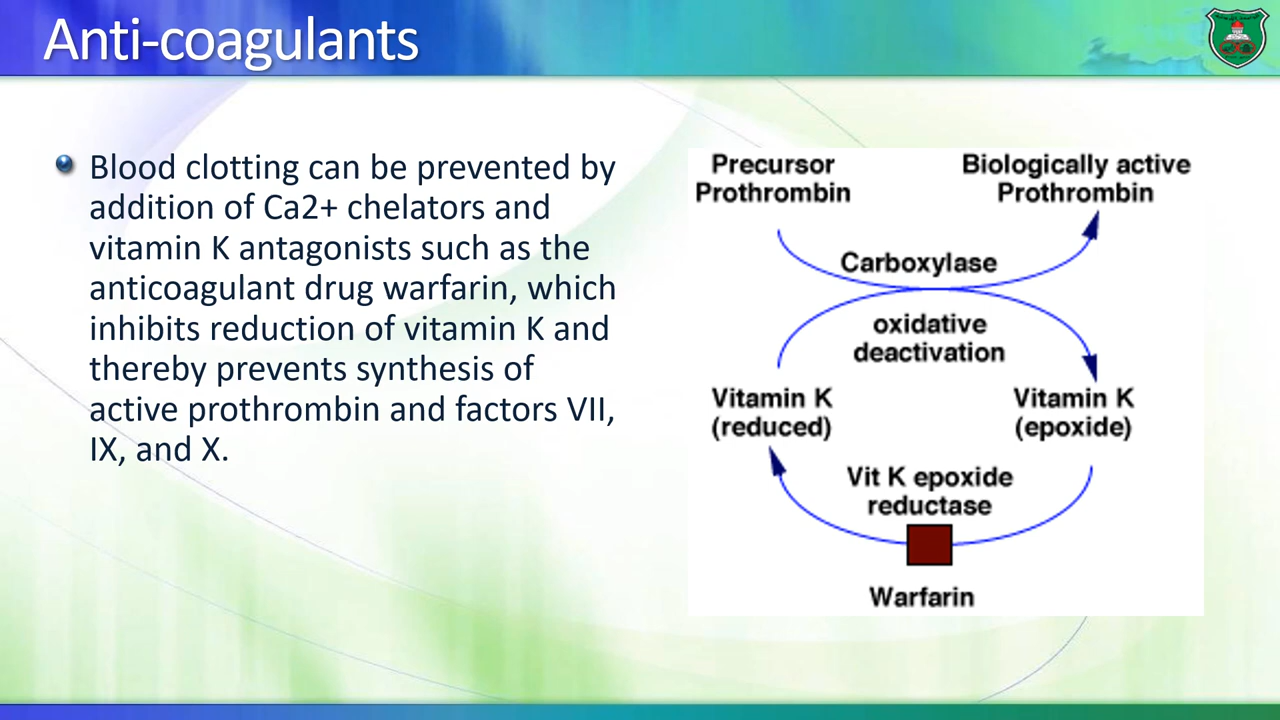 Anti-coagulants
Blood clotting can be prevented by
addition of Ca2+ chelators and
vitamin K antagonists such as the
anticoagulant drug warfarin, which
inhibits reduction of vitamin K and
thereby prevents synthesis of
active prothrombin and factors VII,
IX, and X.
Precursor
Prothrombin
Biologically active
Prothrombin
Carboxylase
oxidative
deactivation
Vitamin K
(reduced)
Vitamin K
(epoxide)
Vit K epoxide
reductase
Warfarin